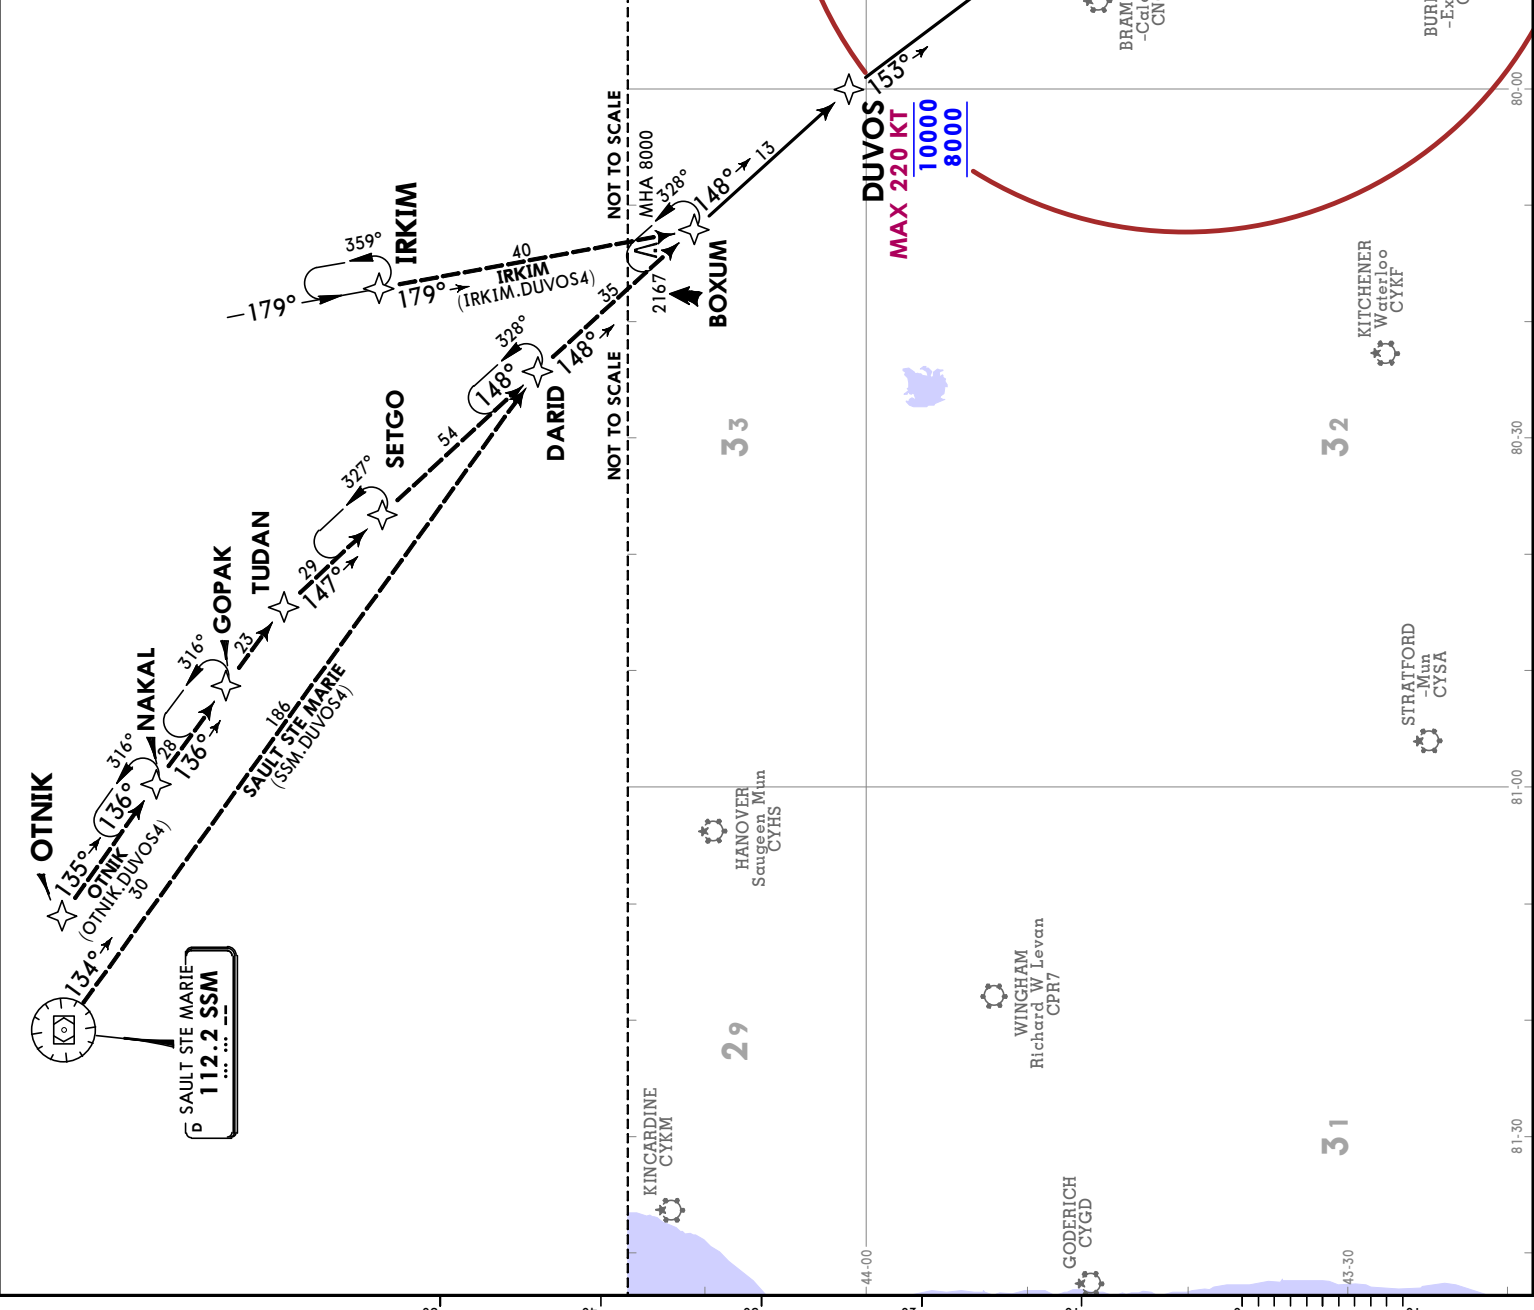 OTNIK
135°
OTNIK
(OTNIK.DUVOS4)
30
136°
316°
NAKAL
28
136°
316°
GOPAK
23
TUDAN
29
147°
327°
SETGO
54
148°
328°
DARID
148°
35
134°
186
SAULT STE MARIE
(SSM.DUVOS4)
SAULT STE MARIE
D
112.2 SSM
359°
IRKIM
179°
179°
40
IRKIM
(IRKIM.DUVOS4)
NOT TO SCALE
NOT TO SCALE
MHA 8000
328°
2167
BOXUM
148°
13
DUVOS
MAX 220 KT
10000
8000
153°
KITCHENER
Waterloo
CYKF
STRATFORD
-Mun
CYSA
HANOVER
Saugeen Mun
CYHS
WINGHAM
Richard W Levan
CPR7
KINCARDINE
CYKM
GODERICH
CYGD
33
32
29
31
80-00
80-30
81-00
81-30
44-00
43-30